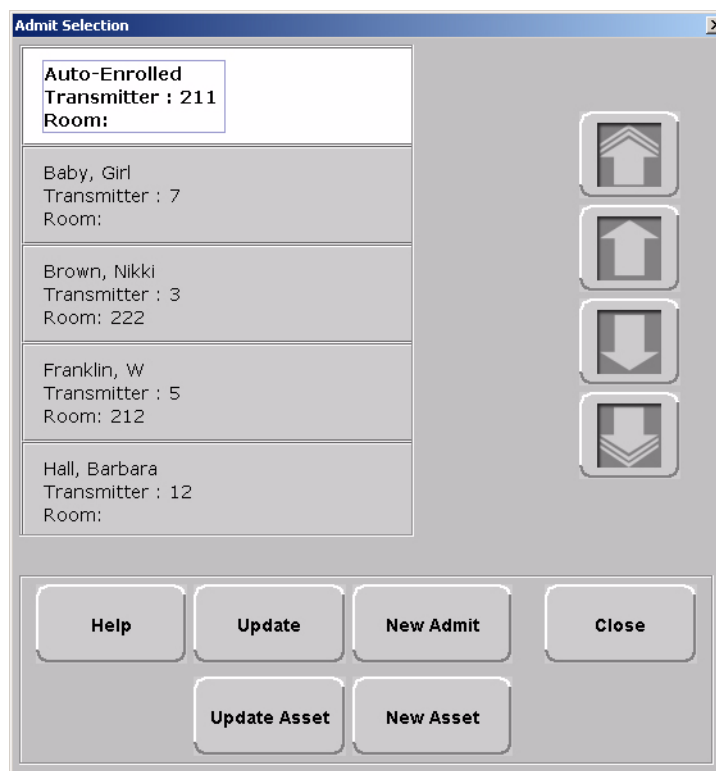 Admit Selection
Auto-Enrolled
Transmitter : 211
Room:
Baby, Girl
Transmitter : 7
Room:
Brown, Nikki
Transmitter : 3
Room: 222
Franklin, W
Transmitter : 5
Room: 212
Hall, Barbara
Transmitter : 12
Room:
Help
Update
New Admit
Close
Update Asset
New Asset